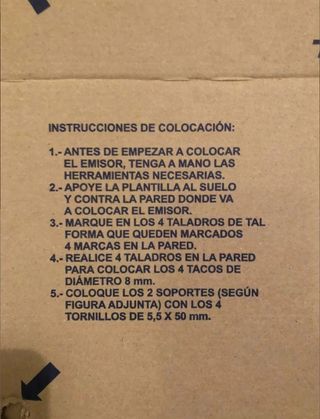 INSTRUCCIONES DE COLOCACIÓN:
1.- ANTES DE EMPEZAR A COLOCAR
EL EMISOR, TENGA A MANO LAS
HERRAMIENTAS NECESARIAS.
2.- APOYE LA PLANTILLA AL SUELO
Y CONTRA LA PARED DONDE VA
A COLOCAR EL EMISOR.
3.- MARQUE EN LOS 4 TALADROS DE TAL
FORMA QUE QUEDEN MARCADOS
4 MARCAS EN LA PARED.
4.- REALICE 4 TALADROS EN LA PARED
PARA COLOCAR LOS 4 TACOS DE
DIÁMETRO 8 mm.
5.- COLOQUE LOS 2 SOPORTES (SEGÚN
FIGURA ADJUNTA) CON LOS 4
TORNILLOS DE 5,5 X 50 mm.